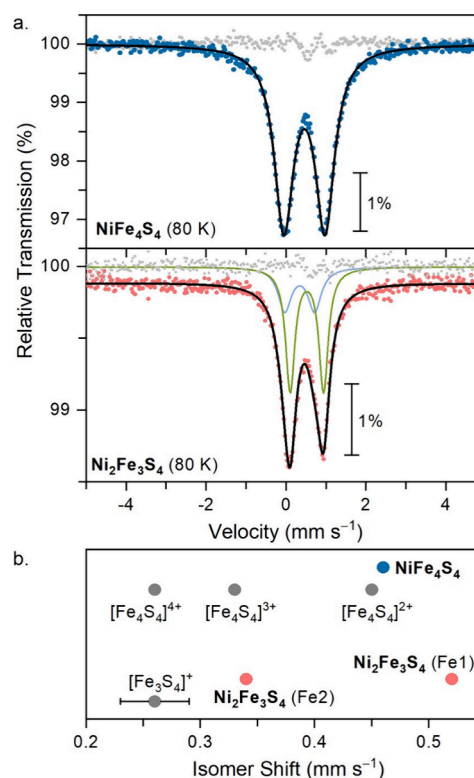 a.
100
99
98
97
1%
NiFe₄S₄ (80 K)
Relative Transmission (%)
100
99
1%
Ni₂Fe₃S₄ (80 K)
-4 -2 0 2 4
Velocity (mm s⁻¹)
b.
NiFe₄S₄
[Fe₄S₄]⁴⁺ [Fe₄S₄]³⁺ [Fe₄S₄]²⁺
[Fe₃S₄]⁺ Ni₂Fe₃S₄ (Fe1)
Ni₂Fe₃S₄ (Fe2)
0.2 0.3 0.4 0.5
Isomer Shift (mm s⁻¹)